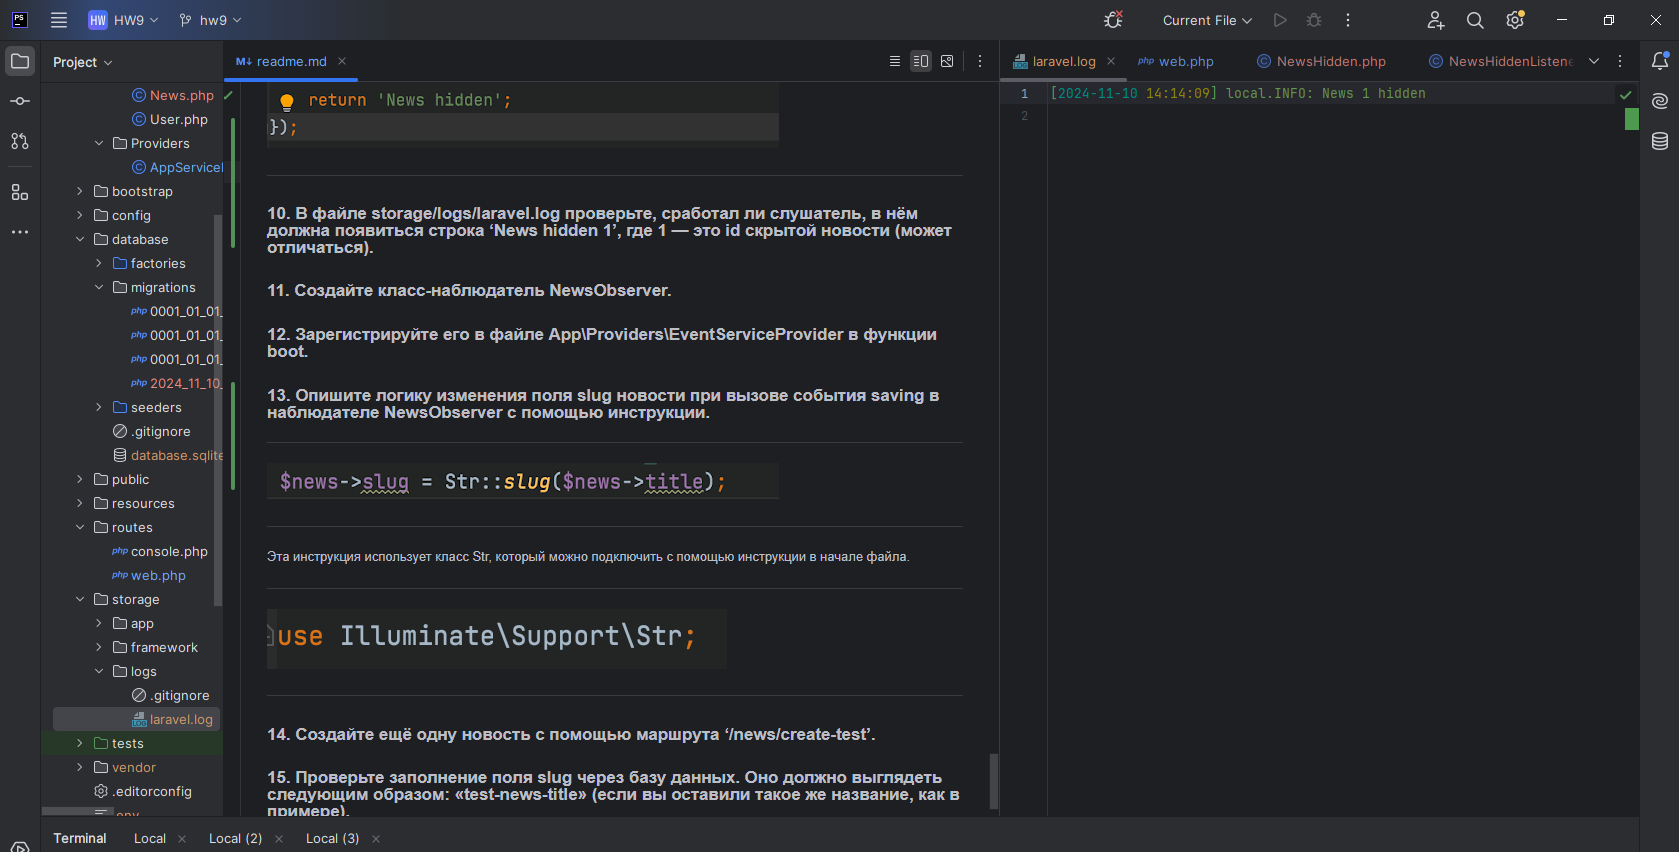 PS
HW HW9
hw9
Current File
Project
M↓ readme.md
laravel.log
php web.php
NewsHidden.php
NewsHiddenListene
News.php
User.php
Providers
AppServiceI
bootstrap
config
database
factories
migrations
php 0001_01_01_
php 0001_01_01_
php 0001_01_01_
php 2024_11_10_
seeders
.gitignore
database.sqlite
public
resources
routes
php console.php
php web.php
storage
app
framework
logs
.gitignore
LOG laravel.log
tests
vendor
.editorconfig
.env
return 'News hidden';
});
10. В файле storage/logs/laravel.log проверьте, сработал ли слушатель, в нём
должна появиться строка ‘News hidden 1’, где 1 — это id скрытой новости (может
отличаться).
11. Создайте класс-наблюдатель NewsObserver.
12. Зарегистрируйте его в файле App\Providers\EventServiceProvider в функции
boot.
13. Опишите логику изменения поля slug новости при вызове события saving в
наблюдателе NewsObserver с помощью инструкции.
$news->slug = Str::slug($news->title);
Эта инструкция использует класс Str, который можно подключить с помощью инструкции в начале файла.
use Illuminate\Support\Str;
14. Создайте ещё одну новость с помощью маршрута ‘/news/create-test’.
15. Проверьте заполнение поля slug через базу данных. Оно должно выглядеть
следующим образом: «test-news-title» (если вы оставили такое же название, как в
примере).
1 [2024-11-10 14:14:09] local.INFO: News 1 hidden
2
Terminal
Local
Local (2)
Local (3)